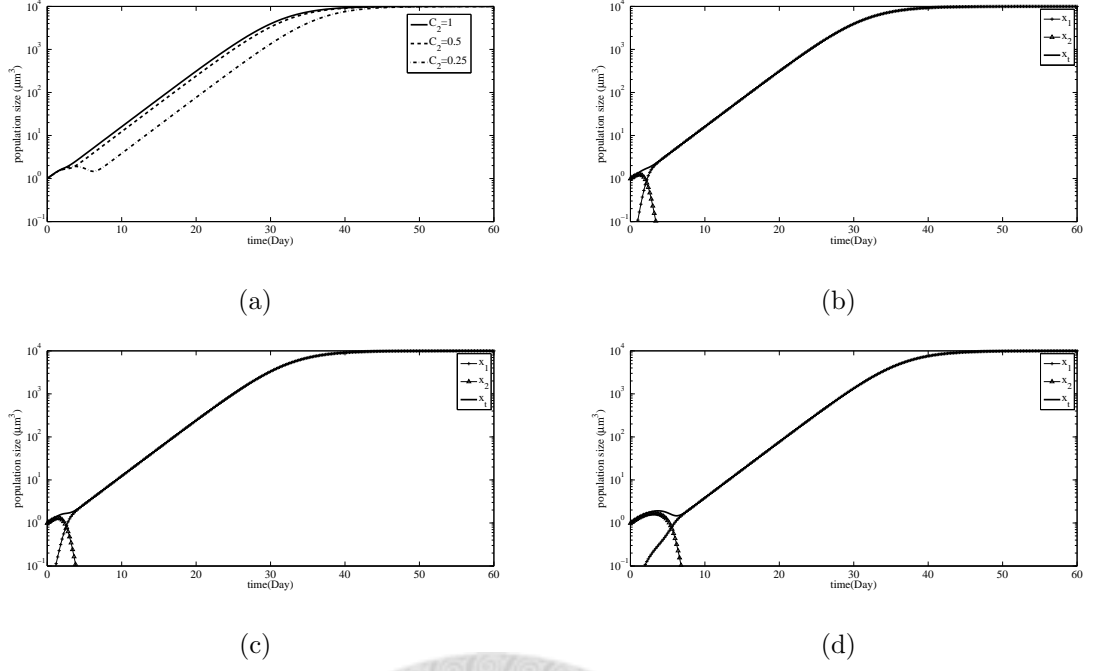 10⁴
10³
10²
10¹
10⁰
10⁻¹
population size (μm³)
0 10 20 30 40 50 60
time(Day)
C₂=1
C₂=0.5
C₂=0.25
(a)
10⁴
10³
10²
10¹
10⁰
10⁻¹
population size (μm³)
0 10 20 30 40 50 60
time(Day)
x₁
x₂
xₜ
(b)
10⁴
10³
10²
10¹
10⁰
10⁻¹
population size (μm³)
0 10 20 30 40 50 60
time(Day)
x₁
x₂
xₜ
(c)
10⁴
10³
10²
10¹
10⁰
10⁻¹
population size (μm³)
0 10 20 30 40 50 60
time(Day)
x₁
x₂
xₜ
(d)